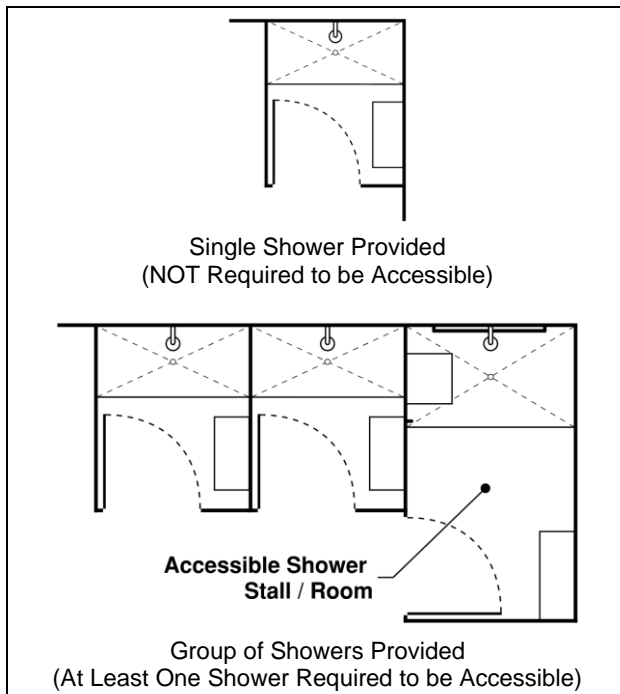 Single Shower Provided
(NOT Required to be Accessible)
Accessible Shower
Stall / Room
Group of Showers Provided
(At Least One Shower Required to be Accessible)